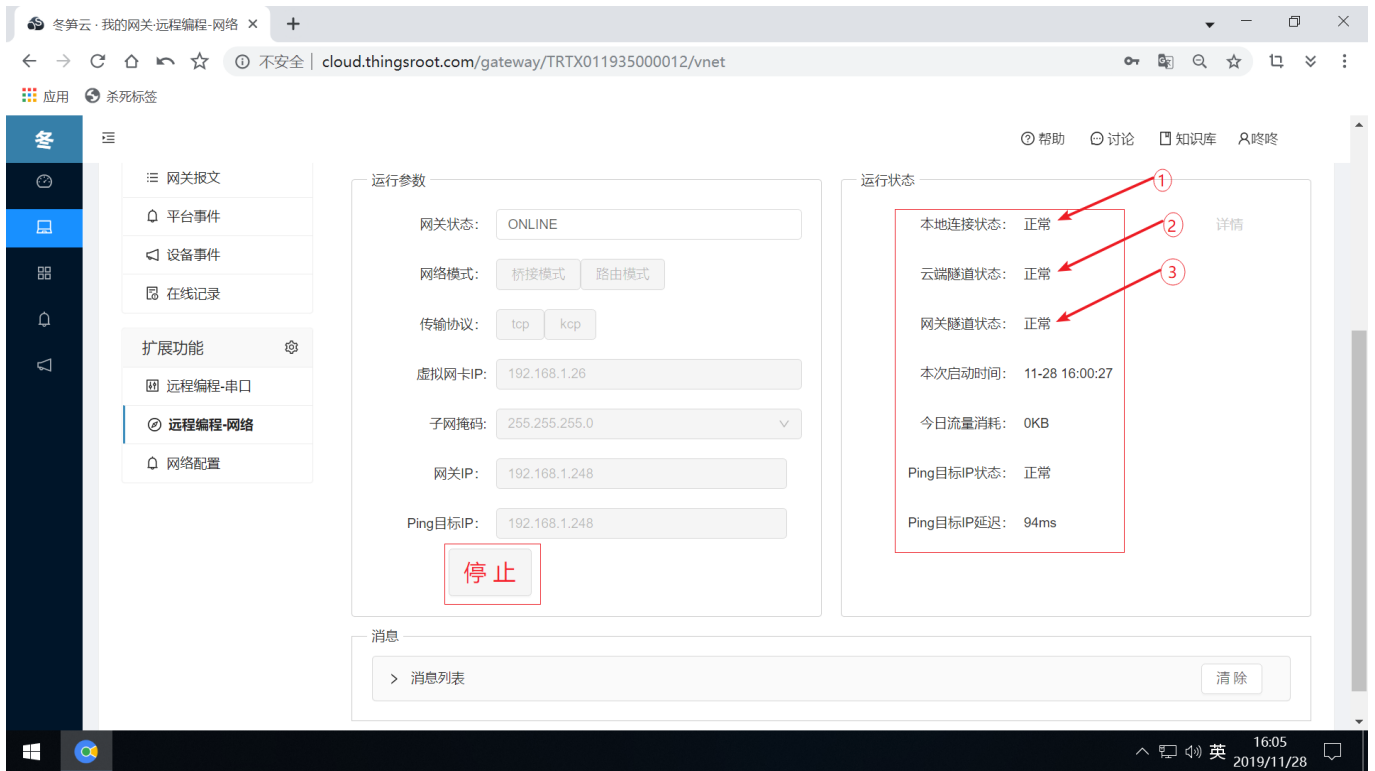 冬笋云 · 我的网关·远程编程-网络
不安全 | cloud.thingsroot.com/gateway/TRTX011935000012/vnet
应用 杀死标签
冬
帮助 讨论 知识库 咚咚
网关报文
平台事件
设备事件
在线记录
扩展功能
远程编程-串口
远程编程-网络
网络配置
运行参数
网关状态： ONLINE
网络模式： 桥接模式 路由模式
传输协议： tcp kcp
虚拟网卡IP: 192.168.1.26
子网掩码: 255.255.255.0
网关IP： 192.168.1.248
Ping目标IP： 192.168.1.248
停 止
运行状态
①
本地连接状态： 正常 详情
②
云端隧道状态： 正常
③
网关隧道状态： 正常
本次启动时间： 11-28 16:00:27
今日流量消耗： 0KB
Ping目标IP状态： 正常
Ping目标IP延迟： 94ms
消息
消息列表 清 除
英 16:05
2019/11/28